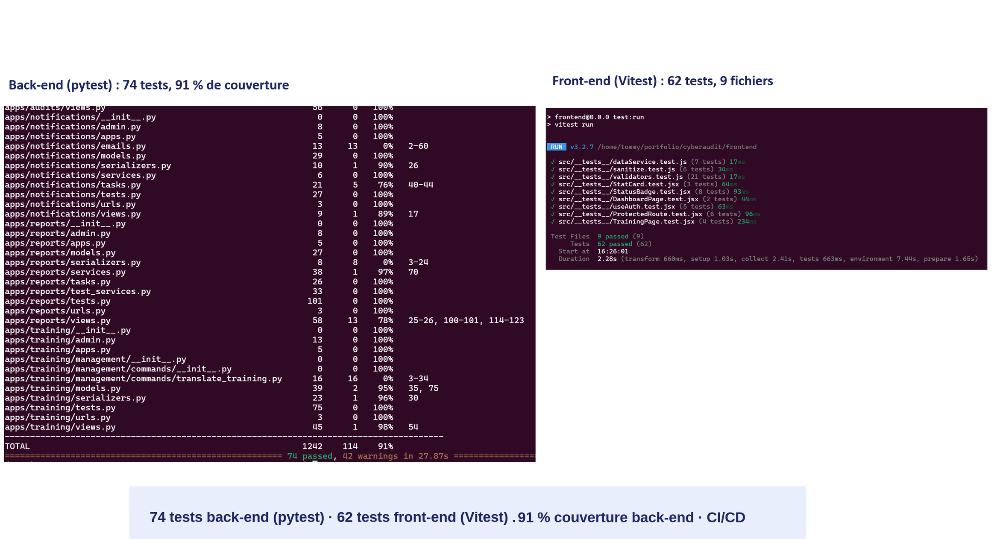 Back-end (pytest) : 74 tests, 91 % de couverture
apps/audits/views.py 56 0 100%
apps/notifications/__init__.py 0 0 100%
apps/notifications/admin.py 8 0 100%
apps/notifications/apps.py 5 0 100%
apps/notifications/emails.py 13 13 0% 2-60
apps/notifications/models.py 29 0 100%
apps/notifications/serializers.py 10 1 90% 26
apps/notifications/services.py 6 0 100%
apps/notifications/tasks.py 21 5 76% 40-44
apps/notifications/tests.py 27 0 100%
apps/notifications/urls.py 3 0 100%
apps/notifications/views.py 9 1 89% 17
apps/reports/__init__.py 0 0 100%
apps/reports/admin.py 8 0 100%
apps/reports/apps.py 5 0 100%
apps/reports/models.py 27 0 100%
apps/reports/serializers.py 8 8 0% 3-24
apps/reports/services.py 38 1 97% 70
apps/reports/tasks.py 26 0 100%
apps/reports/test_services.py 33 0 100%
apps/reports/tests.py 101 0 100%
apps/reports/urls.py 3 0 100%
apps/reports/views.py 58 13 78% 25-26, 100-101, 114-123
apps/training/__init__.py 0 0 100%
apps/training/admin.py 13 0 100%
apps/training/apps.py 5 0 100%
apps/training/management/__init__.py 0 0 100%
apps/training/management/commands/__init__.py 0 0 100%
apps/training/management/commands/translate_training.py 16 16 0% 3-34
apps/training/models.py 39 2 95% 35, 75
apps/training/serializers.py 23 1 96% 30
apps/training/tests.py 75 0 100%
apps/training/urls.py 3 0 100%
apps/training/views.py 45 1 98% 54
TOTAL 1242 114 91%
74 passed, 42 warnings in 27.87s
Front-end (Vitest) : 62 tests, 9 fichiers
> frontend@0.0.0 test:run
> vitest run
RUN v3.2.7 /home/tommy/portfolio/cyberaudit/frontend
✓ src/__tests__/dataService.test.js (7 tests) 17ms
✓ src/__tests__/sanitize.test.js (6 tests) 34ms
✓ src/__tests__/validators.test.js (21 tests) 17ms
✓ src/__tests__/StatCard.test.jsx (3 tests) 64ms
✓ src/__tests__/StatusBadge.test.jsx (8 tests) 93ms
✓ src/__tests__/DashboardPage.test.jsx (2 tests) 44ms
✓ src/__tests__/useAuth.test.jsx (5 tests) 63ms
✓ src/__tests__/ProtectedRoute.test.jsx (6 tests) 96ms
✓ src/__tests__/TrainingPage.test.jsx (4 tests) 234ms
Test Files 9 passed (9)
Tests 62 passed (62)
Start at 16:26:01
Duration 2.28s (transform 660ms, setup 1.03s, collect 2.41s, tests 663ms, environment 7.44s, prepare 1.65s)
74 tests back-end (pytest) · 62 tests front-end (Vitest) .91 % couverture back-end · CI/CD